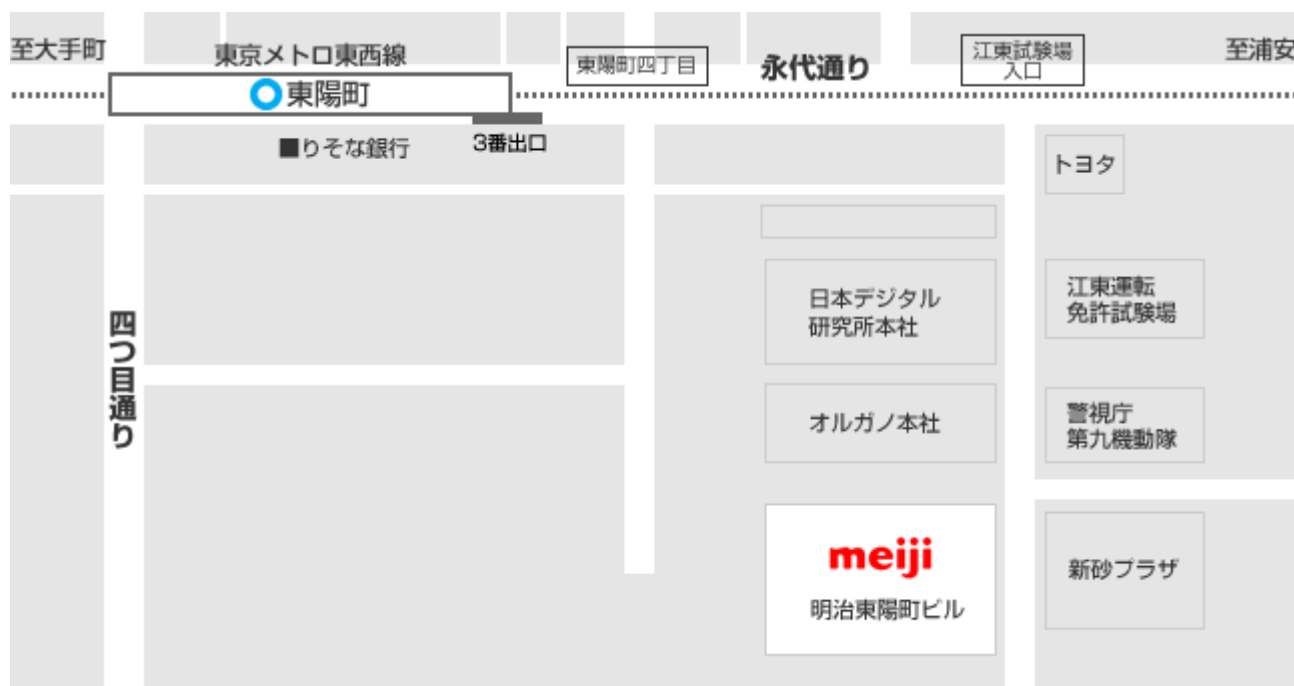 至大手町
東京メトロ東西線
東陽町四丁目
永代通り
江東試験場
入口
至浦安
東陽町
■りそな銀行
3番出口
トヨタ
四つ目通り
日本デジタル
研究所本社
江東運転
免許試験場
オルガノ本社
警視庁
第九機動隊
meiji
明治東陽町ビル
新砂プラザ